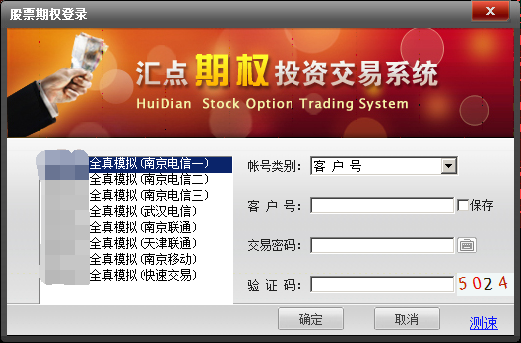 股票期权登录
汇点期权投资交易系统
HuiDian Stock Option Trading System
全真模拟(南京电信一)
全真模拟(南京电信二)
全真模拟(南京电信三)
全真模拟(武汉电信)
全真模拟(南京联通)
全真模拟(天津联通)
全真模拟(南京移动)
全真模拟(快速交易)
帐号类别: 客户号
客户号: 保存
交易密码:
验证码: 5024
确定 取消 测速